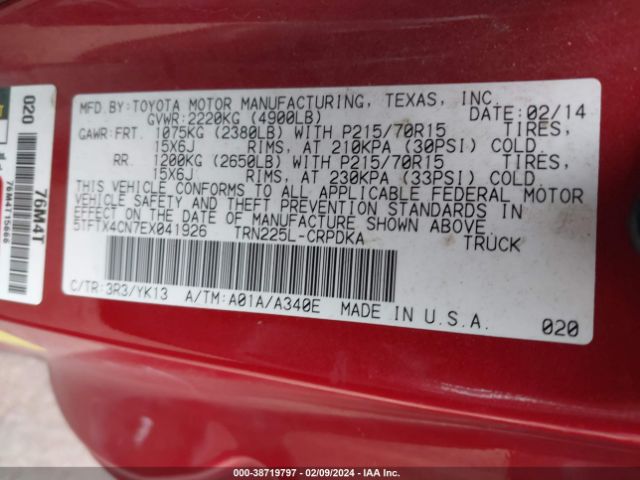 MFD BY:TOYOTA MOTOR MANUFACTURING, TEXAS, INC.
GVWR:2220KG (4900LB) DATE: 02/14
GAWR:FRT. 1075KG (2380LB) WITH P215/70R15 TIRES,
15X6J RIMS, AT 210KPA (30PSI) COLD.
RR. 1200KG (2650LB) WITH P215/70R15 TIRES,
15X6J RIMS, AT 230KPA (33PSI) COLD.
THIS VEHICLE CONFORMS TO ALL APPLICABLE FEDERAL MOTOR
VEHICLE SAFETY AND THEFT PREVENTION STANDARDS
IN EFFECT ON THE DATE OF MANUFACTURE SHOWN ABOVE.
5TFTX4CN7EX041926 TRN225L-CRPDKA TRUCK
C/TR:3R3/YK13 A/TM:A01A/A340E MADE IN U.S.A. 020
020
76M4T
76M4T15666
000-38719797 - 02/09/2024 - IAA Inc.